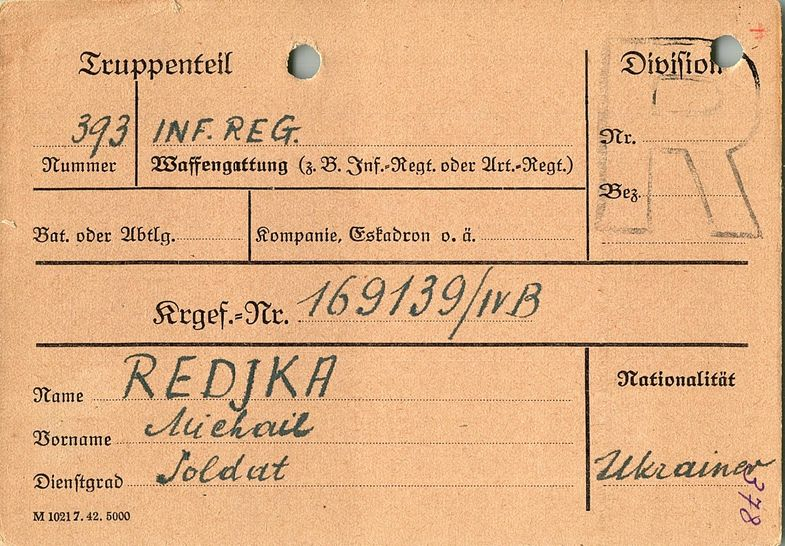 Truppenteil
Division
393 INF. REG.
Nummer Waffengattung (z. B. Inf.-Regt. oder Art.-Regt.)
Nr.
Bez.
R
Bat. oder Abtlg.
Kompanie, Eskadron o. ä.
Krgef.-Nr. 169139/IVB
Name REDJKA
Vorname Michail
Dienstgrad Soldat
Nationalität
Ukrainer
378
M 1021 7. 42. 5000